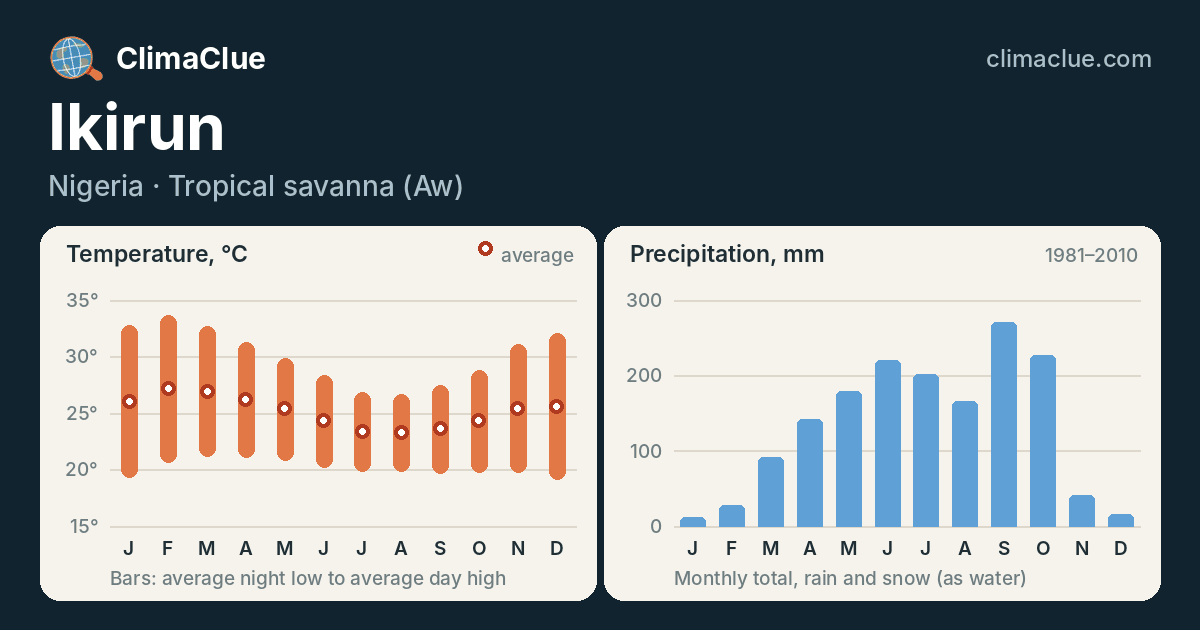 ClimaClue
climaclue.com
Ikirun
Nigeria · Tropical savanna (Aw)
Temperature, °C
average
35°
30°
25°
20°
15°
J F M A M J J A S O N D
Bars: average night low to average day high
Precipitation, mm
1981–2010
300
200
100
0
J F M A M J J A S O N D
Monthly total, rain and snow (as water)